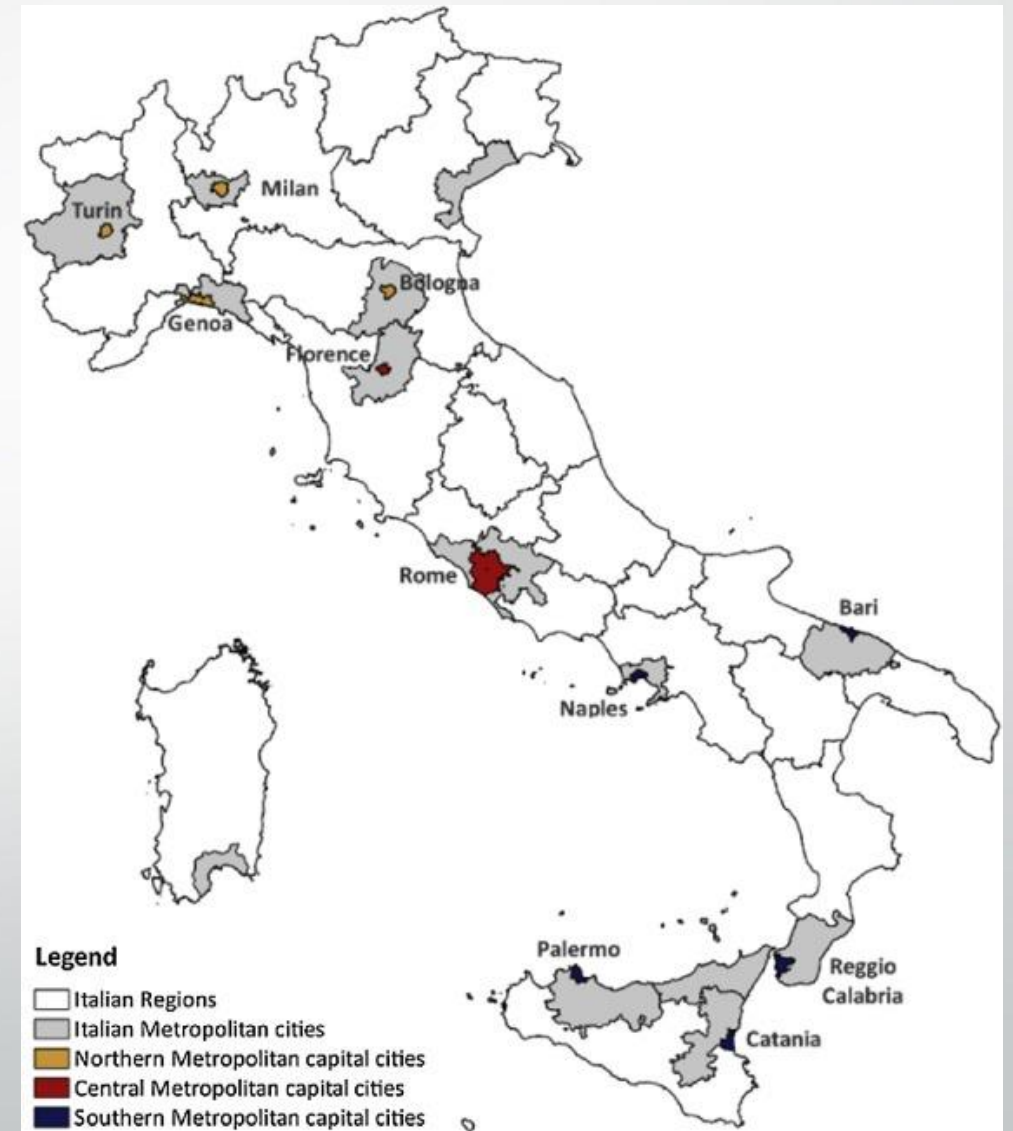 Milan
Turin
Bologna
Genoa
Florence
Rome
Bari
Naples
Palermo
Reggio
Calabria
Catania
Legend
Italian Regions
Italian Metropolitan cities
Northern Metropolitan capital cities
Central Metropolitan capital cities
Southern Metropolitan capital cities